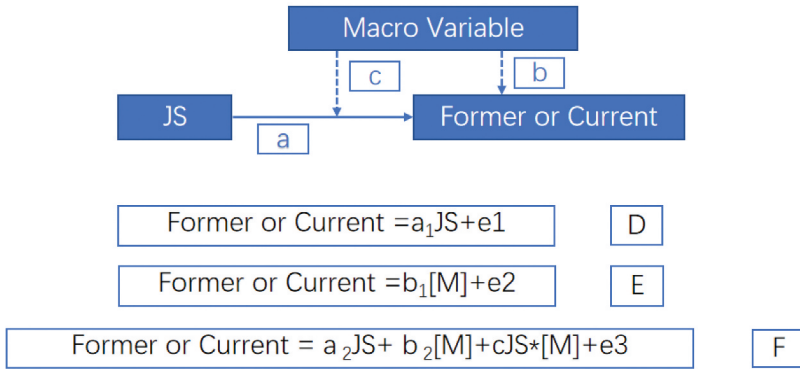 Macro Variable
c
b
JS
Former or Current
a
Former or Current =a₁JS+e1
D
Former or Current =b₁[M]+e2
E
Former or Current = a ₂JS+ b ₂[M]+cJS*[M]+e3
F